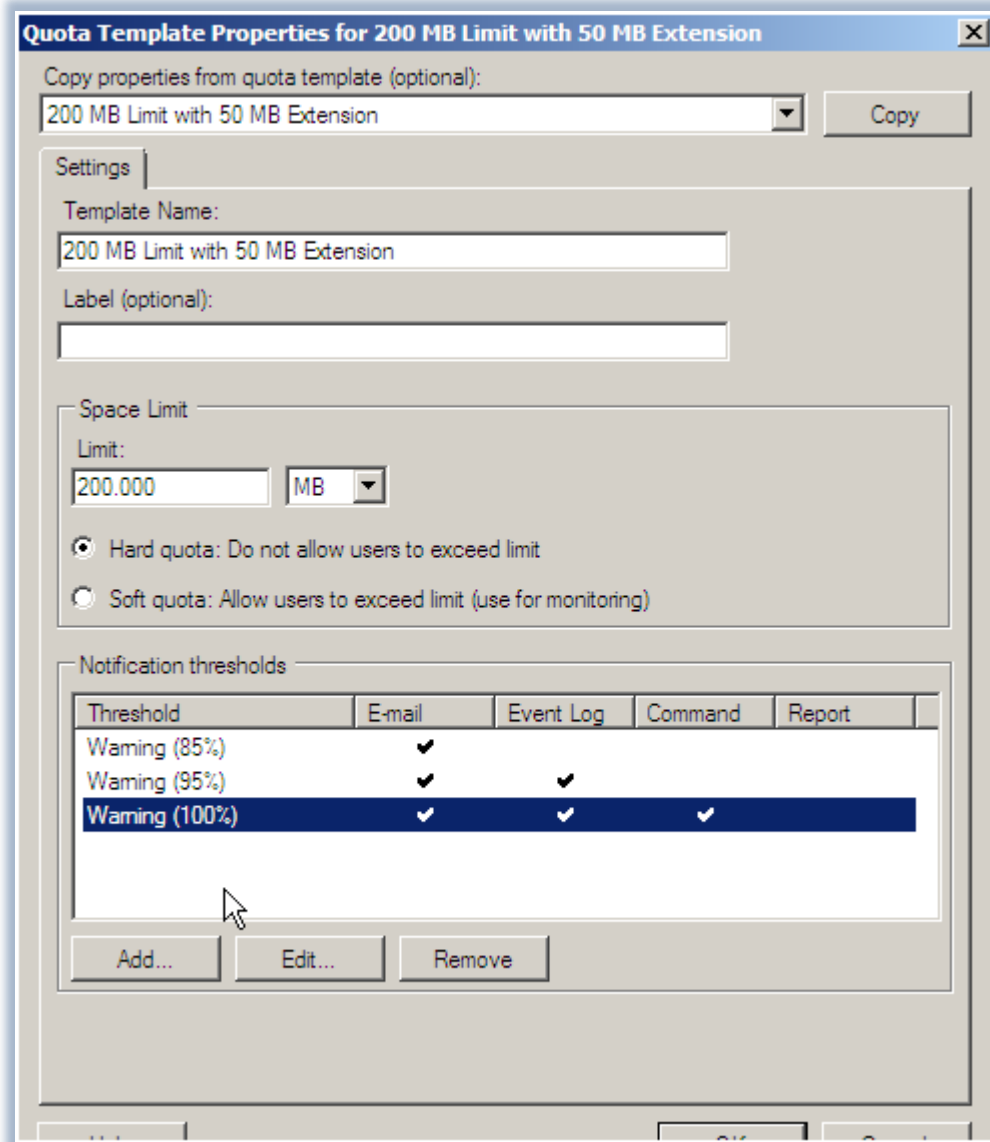 Quota Template Properties for 200 MB Limit with 50 MB Extension
Copy properties from quota template (optional):
200 MB Limit with 50 MB Extension
Copy
Settings
Template Name:
200 MB Limit with 50 MB Extension
Label (optional):
Space Limit
Limit:
200.000 MB
Hard quota: Do not allow users to exceed limit
Soft quota: Allow users to exceed limit (use for monitoring)
Notification thresholds
Threshold E-mail Event Log Command Report
Warning (85%)
Warning (95%)
Warning (100%)
Add... Edit... Remove